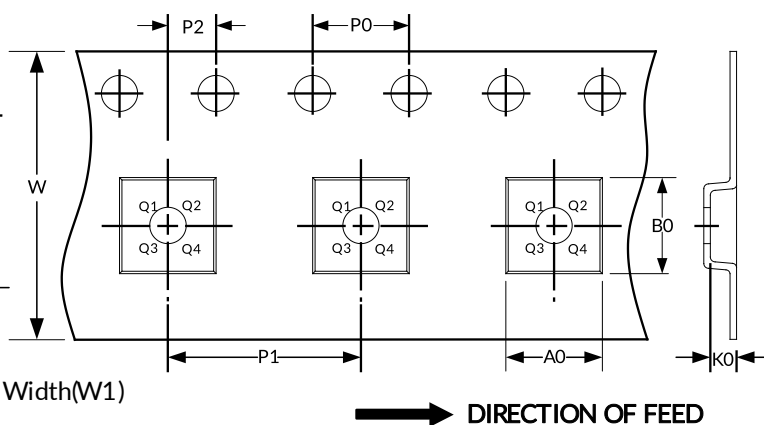 P2
P0
W
Q1 Q2
Q3 Q4
Q1 Q2
Q3 Q4
Q1 Q2
Q3 Q4
B0
P1
A0
K0
Width(W1)
DIRECTION OF FEED